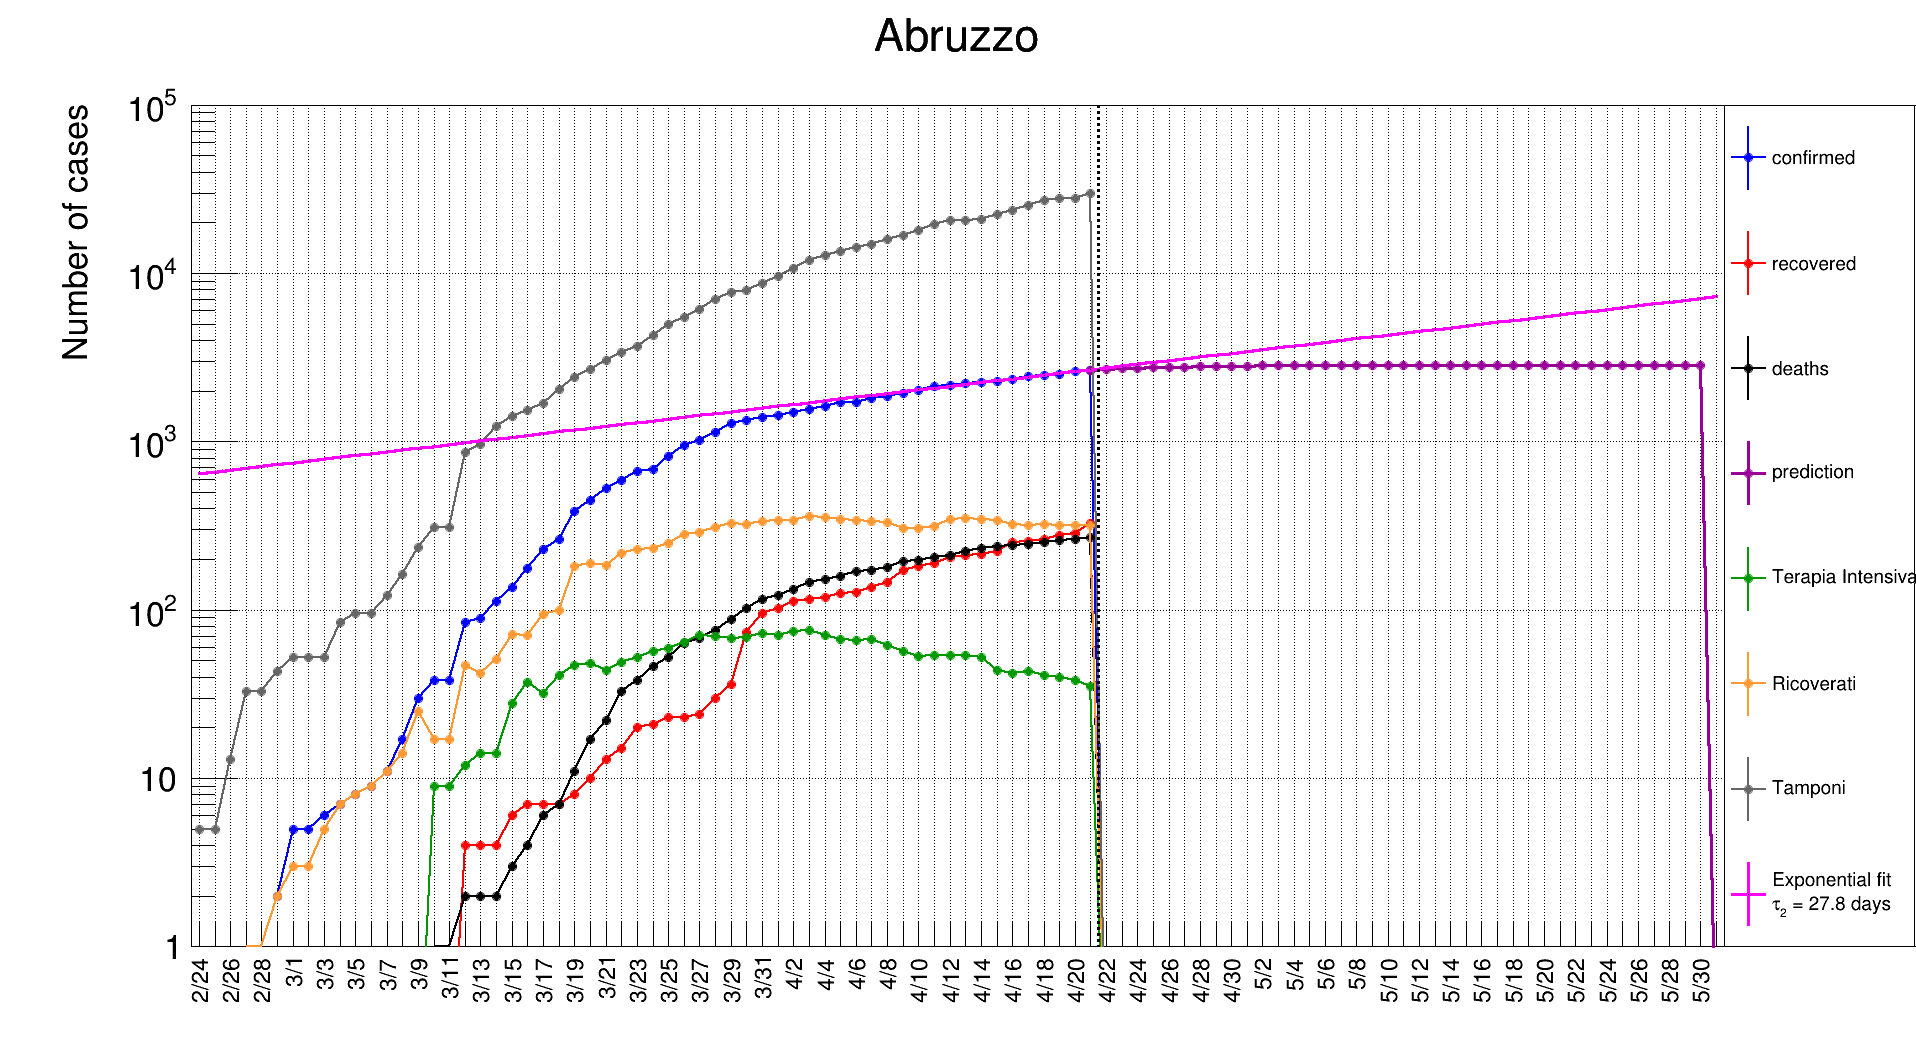 Abruzzo
Number of cases
10^5
10^4
10^3
10^2
10
1
2/24 2/26 2/28 3/1 3/3 3/5 3/7 3/9 3/11 3/13 3/15 3/17 3/19 3/21 3/23 3/25 3/27 3/29 3/31 4/2 4/4 4/6 4/8 4/10 4/12 4/14 4/16 4/18 4/20 4/22 4/24 4/26 4/28 4/30 5/2 5/4 5/6 5/8 5/10 5/12 5/14 5/16 5/18 5/20 5/22 5/24 5/26 5/28 5/30
confirmed
recovered
deaths
prediction
Terapia Intensiva
Ricoverati
Tamponi
Exponential fit
τ_2 = 27.8 days